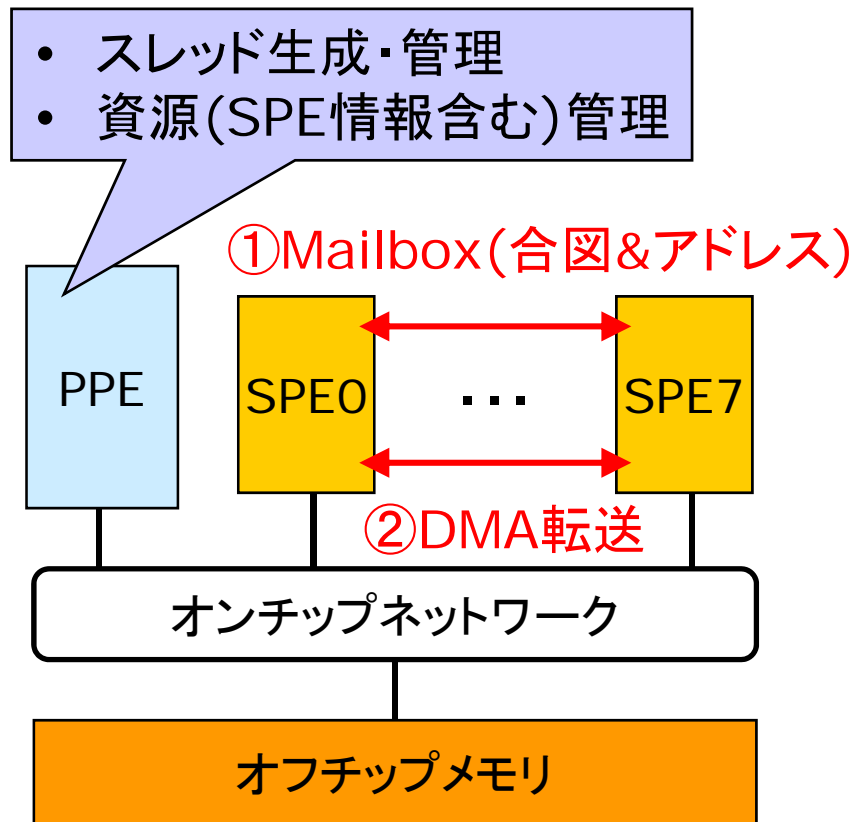 • スレッド生成・管理
• 資源(SPE情報含む)管理
①Mailbox(合図&アドレス)
PPE
SPE0
・・・
SPE7
②DMA転送
オンチップネットワーク
オフチップメモリ